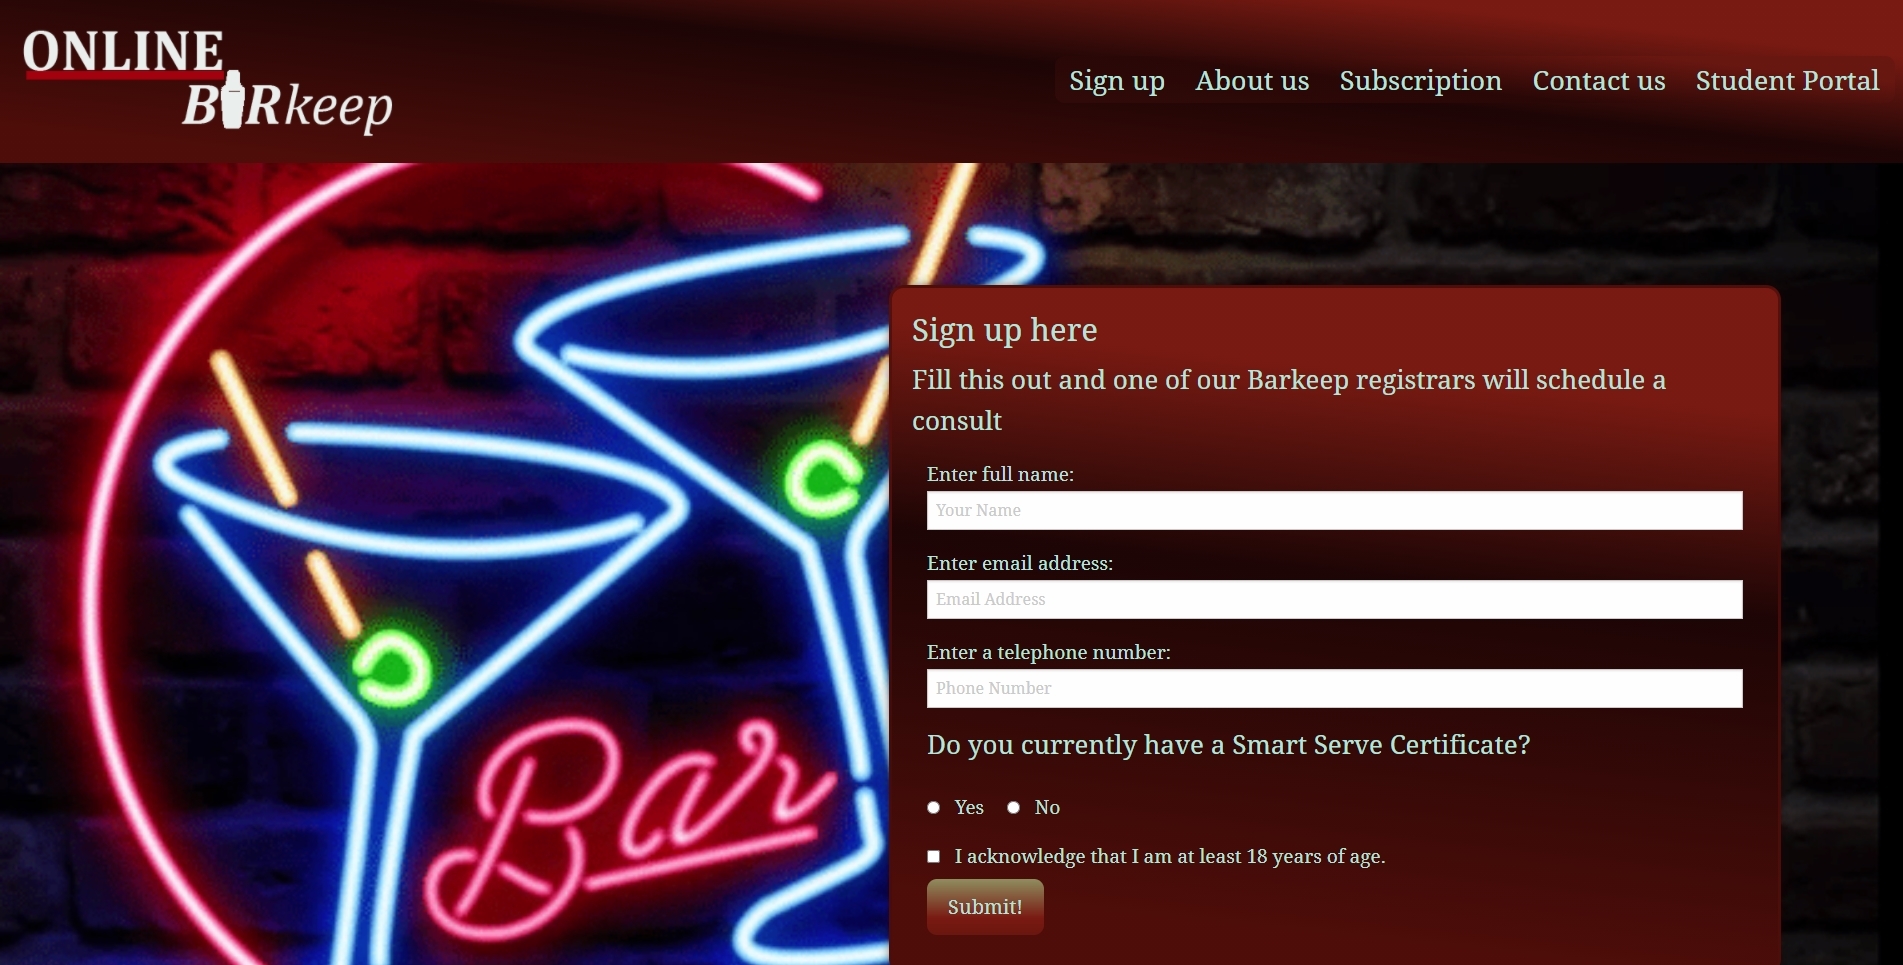 ONLINE
BARkeep
Sign up About us Subscription Contact us Student Portal
Sign up here
Fill this out and one of our Barkeep registrars will schedule a
consult
Enter full name:
Your Name
Enter email address:
Email Address
Enter a telephone number:
Phone Number
Do you currently have a Smart Serve Certificate?
Yes No
I acknowledge that I am at least 18 years of age.
Submit!
Bar